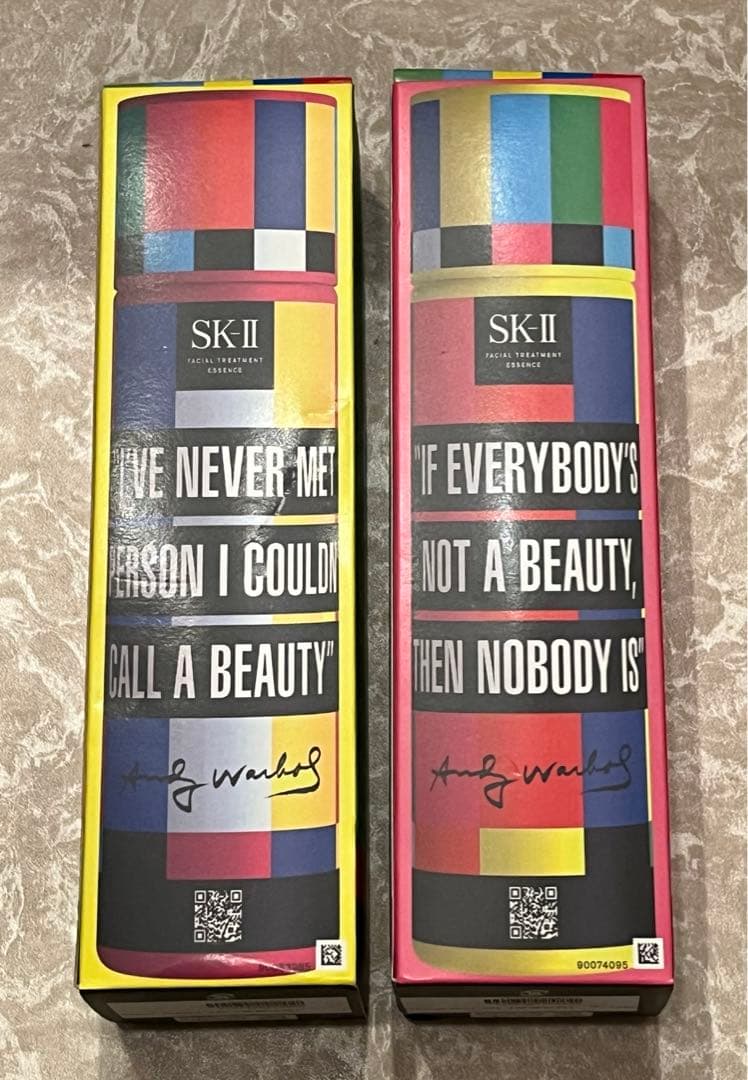 SK-II
FACIAL TREATMENT
ESSENCE
"I'VE NEVER MET
PERSON I COULDN
CALL A BEAUTY"
Andy Warhol
SK-II
FACIAL TREATMENT
ESSENCE
"IF EVERYBODY'S
NOT A BEAUTY,
THEN NOBODY IS"
Andy Warhol
90074095